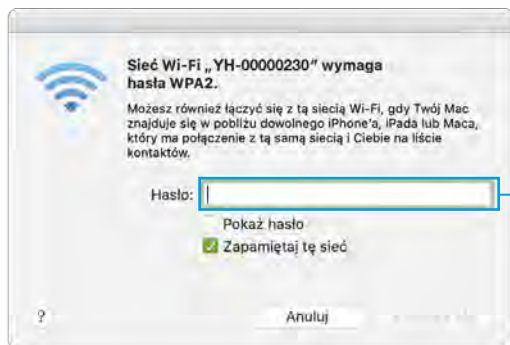 Sieć Wi-Fi „YH-00000230” wymaga
hasła WPA2.
Możesz również łączyć się z tą siecią Wi-Fi, gdy Twój Mac
znajduje się w pobliżu dowolnego iPhone'a, iPada lub Maca,
który ma połączenie z tą samą siecią i Ciebie na liście
kontaktów.
Hasło:
Pokaż hasło
Zapamiętaj tę sieć
? Anuluj